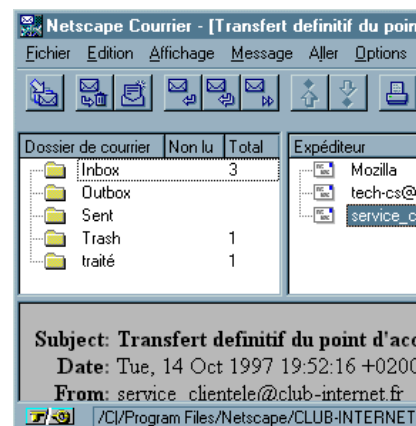 Netscape Courrier - [Transfert definitif du poin
Fichier Edition Affichage Message Aller Options
Dossier de courrier Non lu Total
Inbox 3
Outbox
Sent
Trash 1
traité 1
Expéditeur
Mozilla
tech-cs@
service_c
Subject: Transfert definitif du point d'acc
Date: Tue, 14 Oct 1997 19:52:16 +0200
From: service_clientele@club-internet.fr
/C|/Program Files/Netscape/CLUB-INTERNET